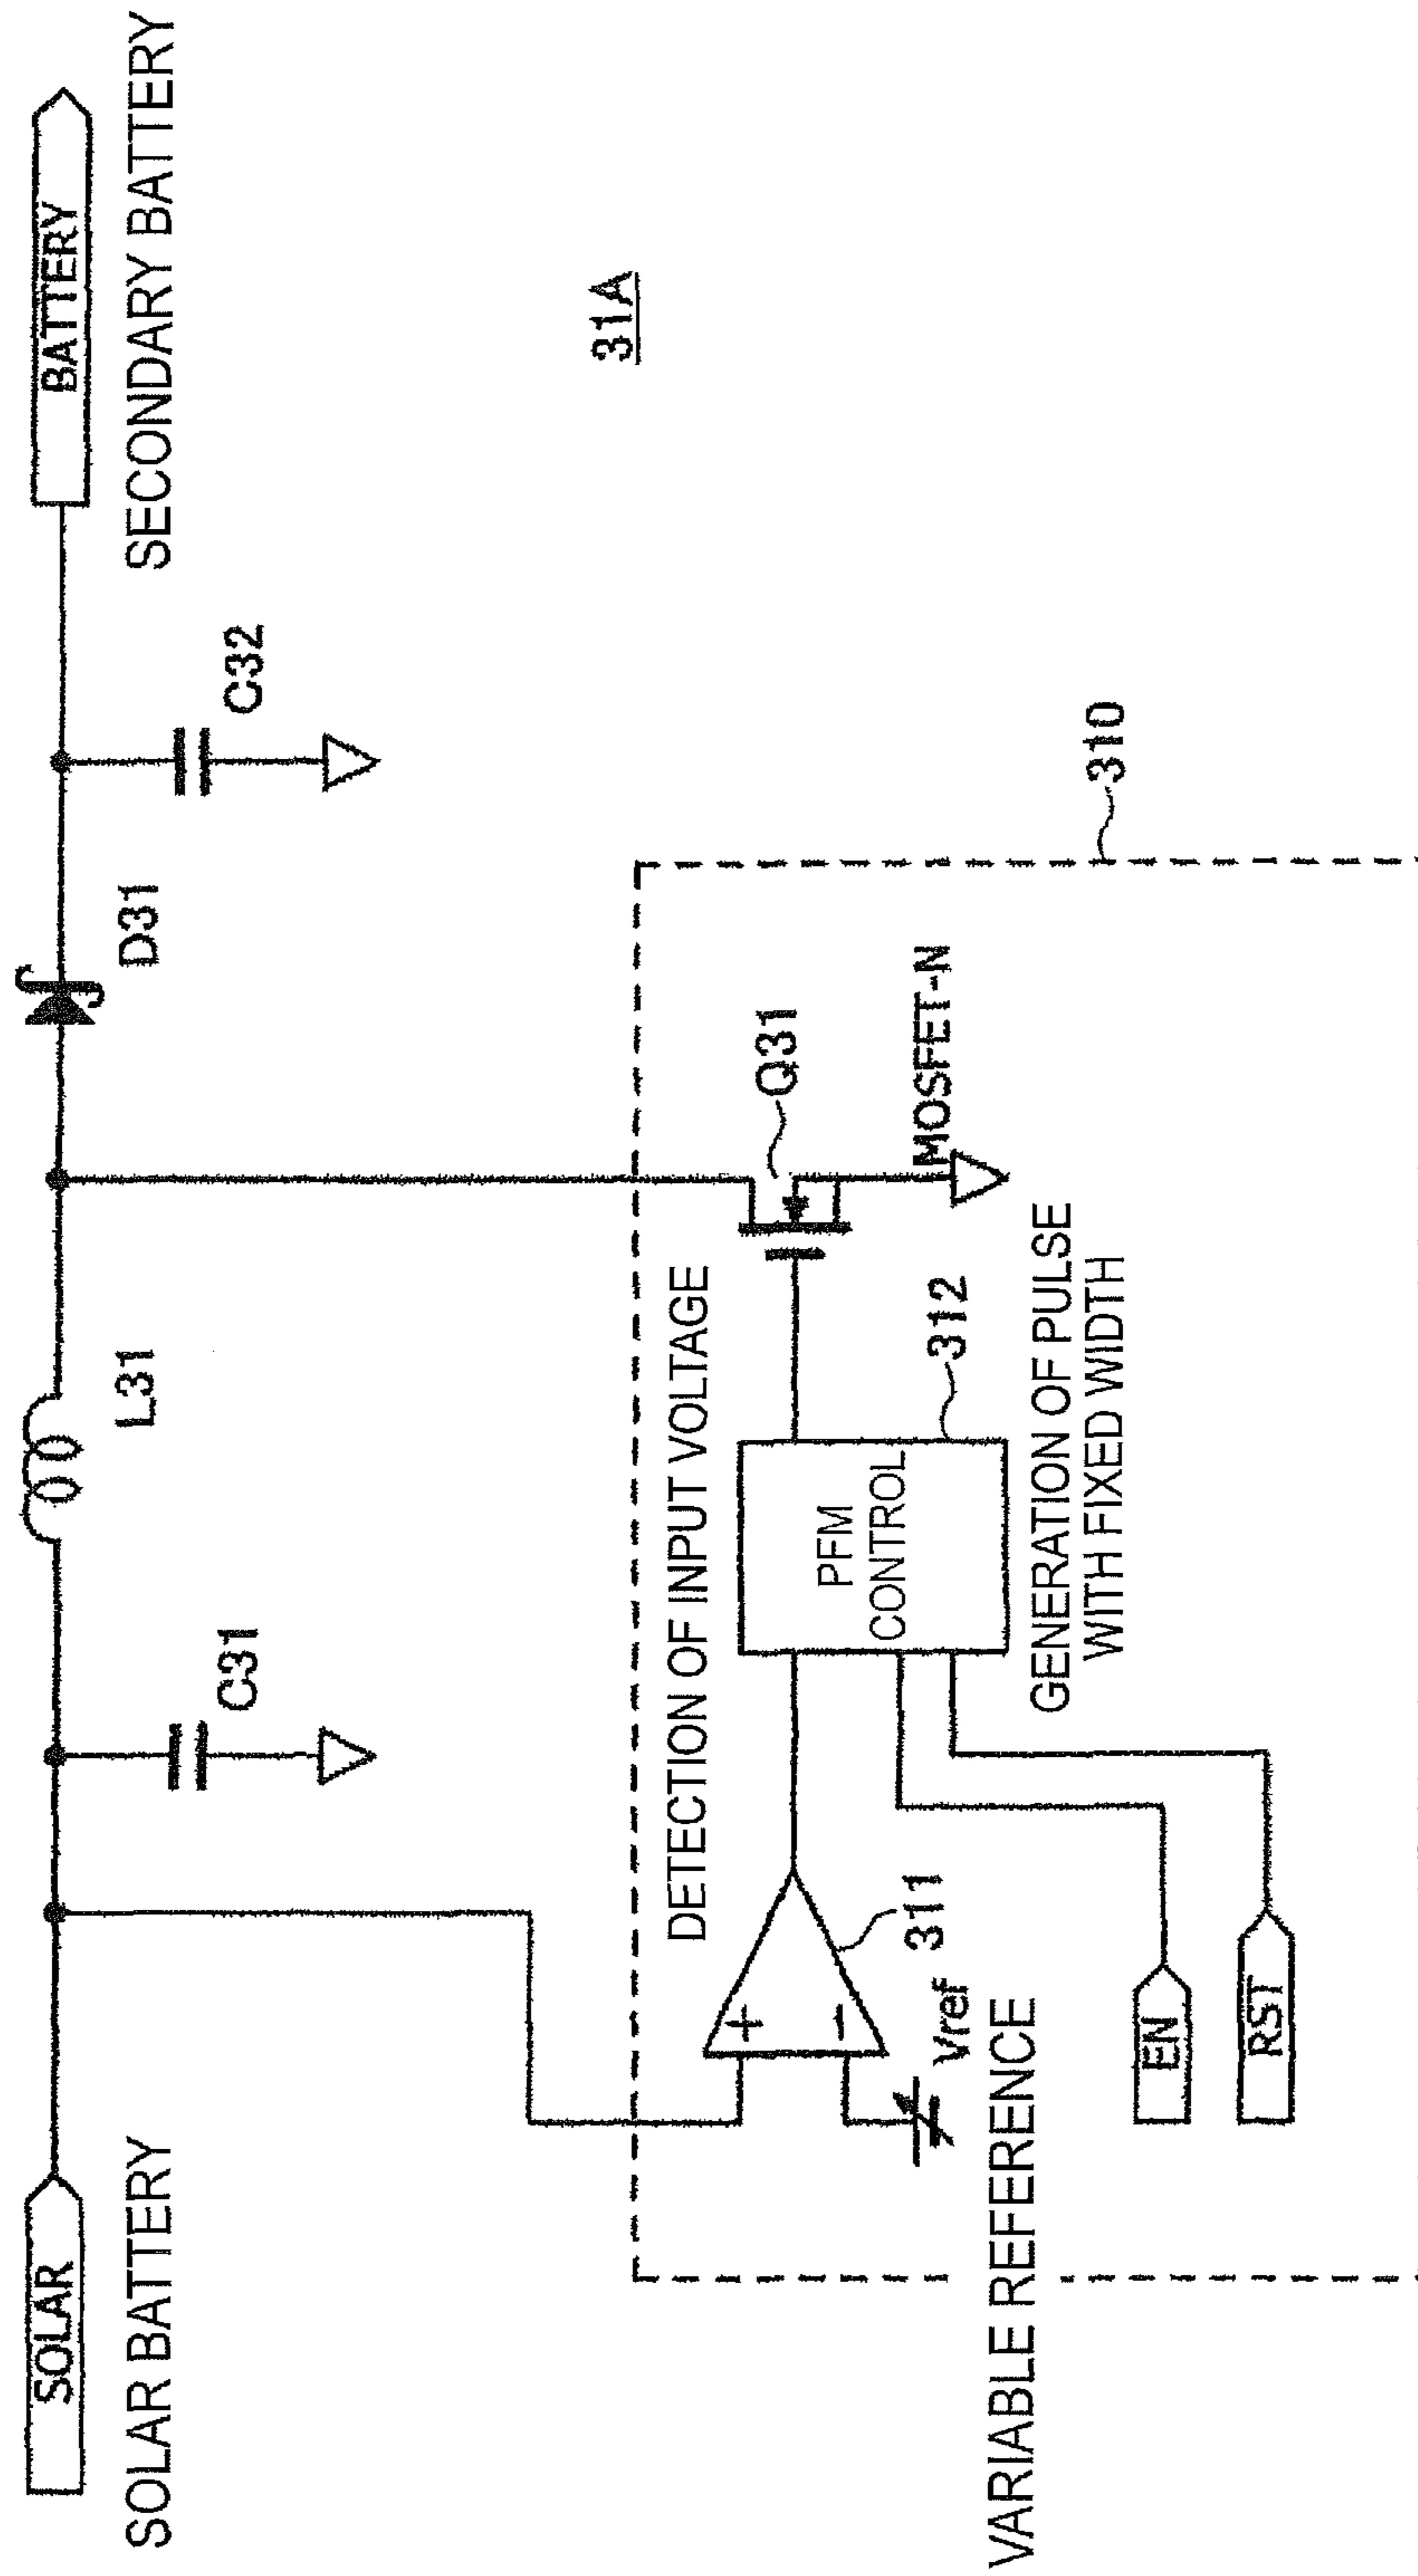 SOLAR
SOLAR BATTERY
C31
L31
D31
C32
BATTERY
SECONDARY BATTERY
31A
310
DETECTION OF INPUT VOLTAGE
Q31
MOSFET-N
+
−
311
Vref
VARIABLE REFERENCE
PFM
CONTROL
312
GENERATION OF PULSE
WITH FIXED WIDTH
EN
RST